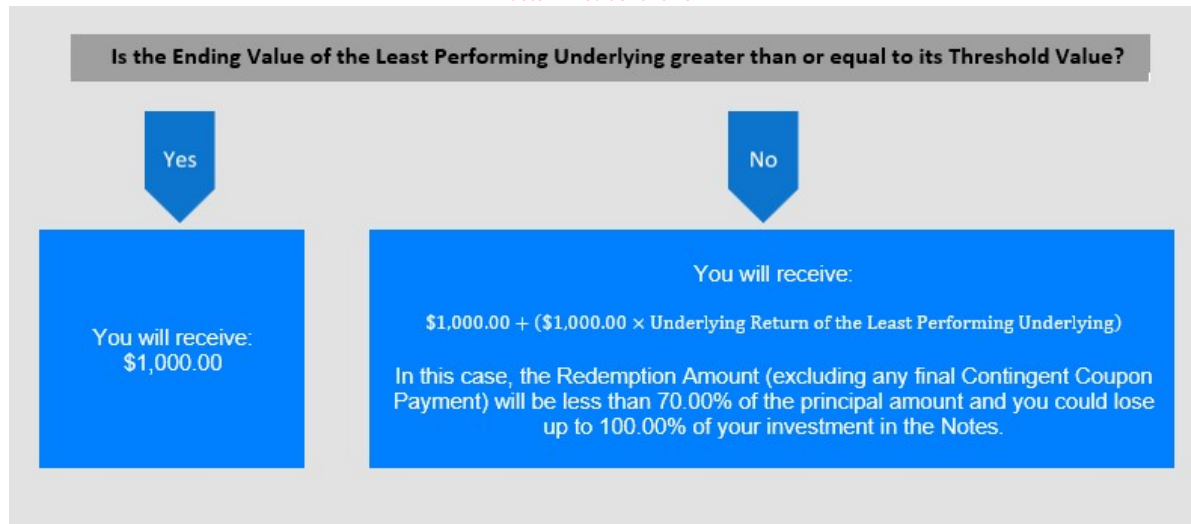 Is the Ending Value of the Least Performing Underlying greater than or equal to its Threshold Value?
Yes
No
You will receive:
$1,000.00
You will receive:
$1,000.00 + ($1,000.00 × Underlying Return of the Least Performing Underlying)
In this case, the Redemption Amount (excluding any final Contingent Coupon
Payment) will be less than 70.00% of the principal amount and you could lose
up to 100.00% of your investment in the Notes.